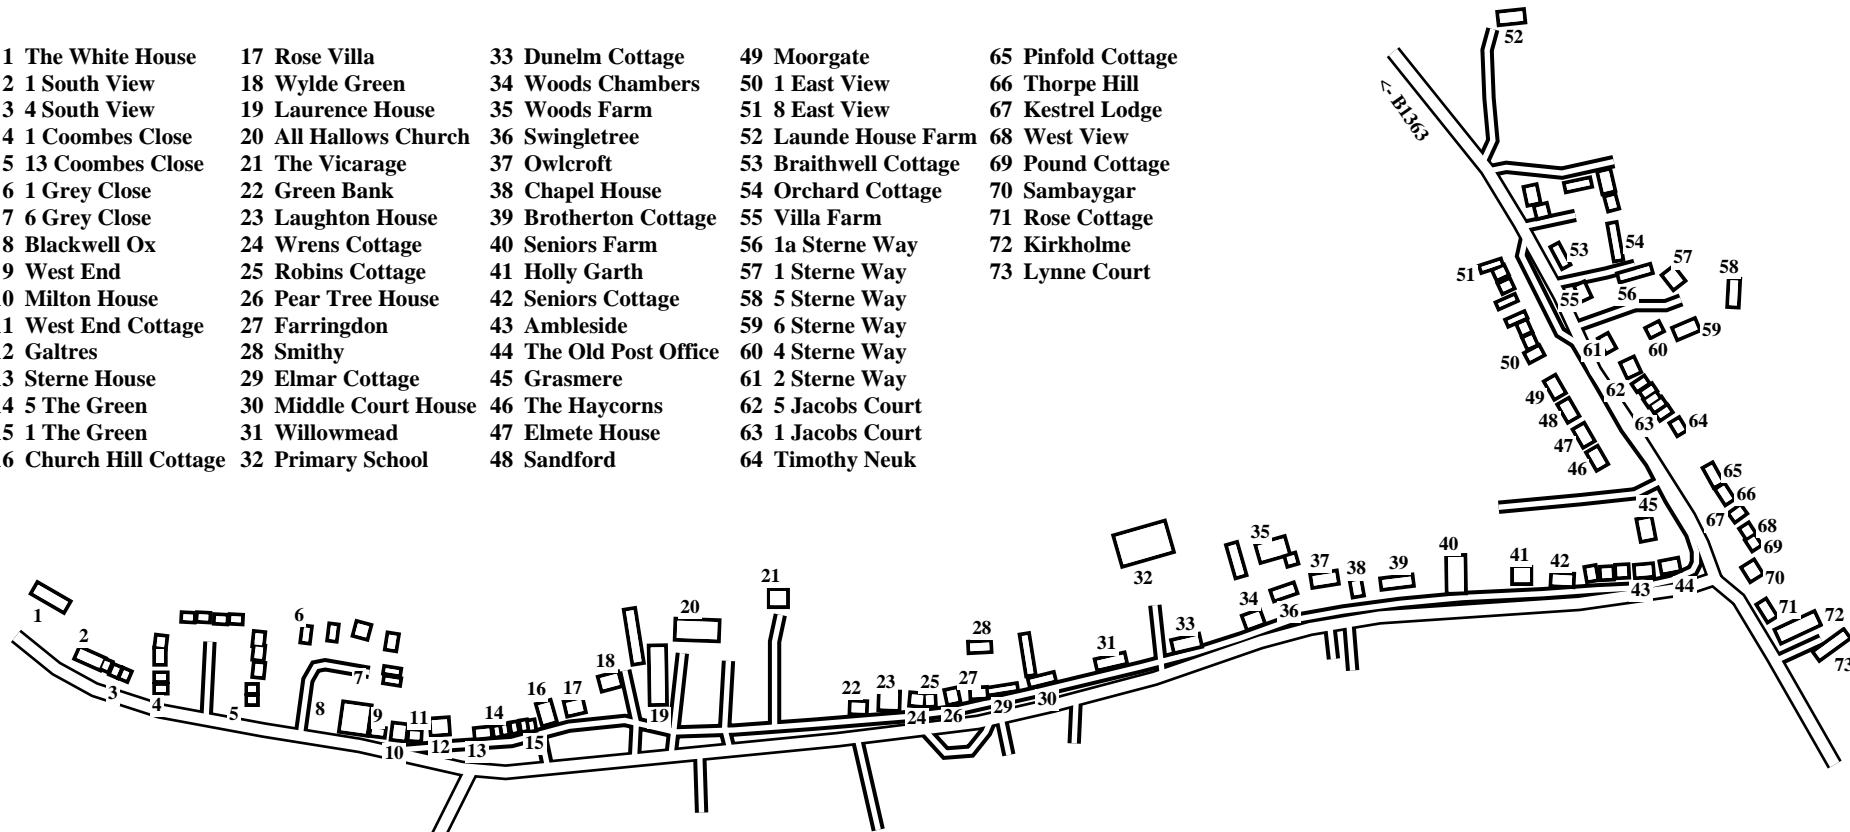 1 The White House
2 1 South View
3 4 South View
4 1 Coombes Close
5 13 Coombes Close
6 1 Grey Close
7 6 Grey Close
8 Blackwell Ox
9 West End
10 Milton House
11 West End Cottage
12 Galtres
13 Sterne House
14 5 The Green
15 1 The Green
16 Church Hill Cottage
17 Rose Villa
18 Wylde Green
19 Laurence House
20 All Hallows Church
21 The Vicarage
22 Green Bank
23 Laughton House
24 Wrens Cottage
25 Robins Cottage
26 Pear Tree House
27 Farringdon
28 Smithy
29 Elmar Cottage
30 Middle Court House
31 Willowmead
32 Primary School
33 Dunelm Cottage
34 Woods Chambers
35 Woods Farm
36 Swingletree
37 Owlcroft
38 Chapel House
39 Brotherton Cottage
40 Seniors Farm
41 Holly Garth
42 Seniors Cottage
43 Ambleside
44 The Old Post Office
45 Grasmere
46 The Haycorns
47 Elmete House
48 Sandford
49 Moorgate
50 1 East View
51 8 East View
52 Launde House Farm
53 Braithwell Cottage
54 Orchard Cottage
55 Villa Farm
56 1a Sterne Way
57 1 Sterne Way
58 5 Sterne Way
59 6 Sterne Way
60 4 Sterne Way
61 2 Sterne Way
62 5 Jacobs Court
63 1 Jacobs Court
64 Timothy Neuk
65 Pinfold Cottage
66 Thorpe Hill
67 Kestrel Lodge
68 West View
69 Pound Cottage
70 Sambaygar
71 Rose Cottage
72 Kirkholme
73 Lynne Court
<- B1363
1
2
3
4
5
6
7
8
9
10
11
12
13
14
15
16
17
18
19
20
21
22
23
24
25
26
27
28
29
30
31
32
33
34
35
36
37
38
39
40
41
42
43
44
45
46
47
48
49
50
51
52
53
54
55
56
57
58
59
60
61
62
63
64
65
66
67
68
69
70
71
72
73